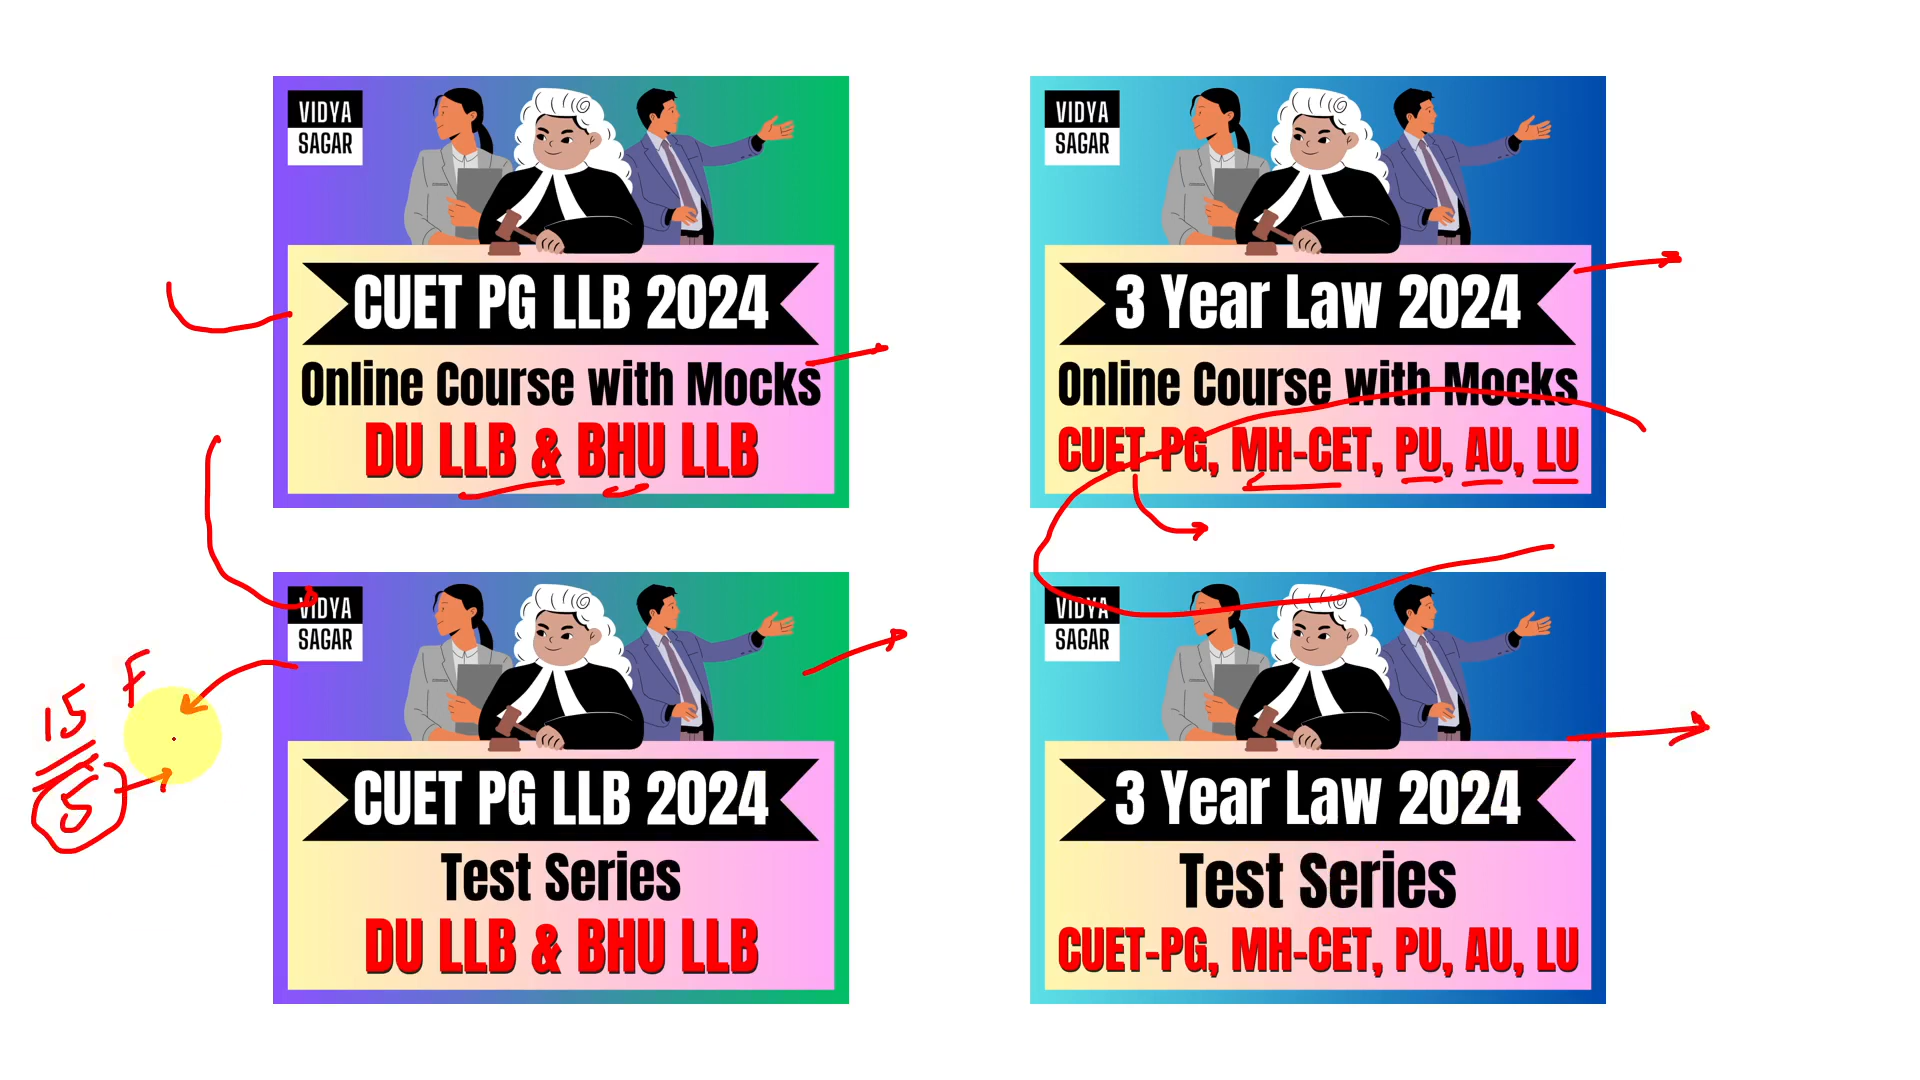 VIDYA
SAGAR
CUET PG LLB 2024
Online Course with Mocks
DU LLB & BHU LLB
VIDYA
SAGAR
3 Year Law 2024
Online Course with Mocks
CUET-PG, MH-CET, PU, AU, LU
VIDYA
SAGAR
CUET PG LLB 2024
Test Series
DU LLB & BHU LLB
VIDYA
SAGAR
3 Year Law 2024
Test Series
CUET-PG, MH-CET, PU, AU, LU
15 F
5